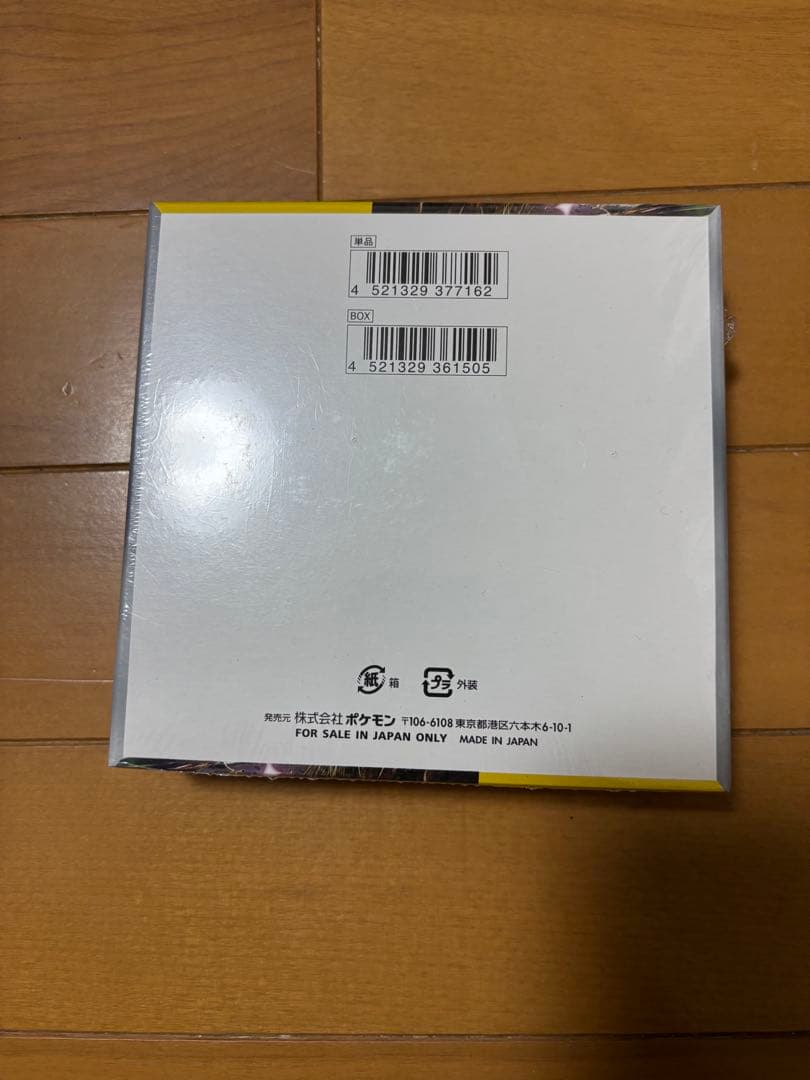 単品
4 521329 377162
BOX
4 521329 361505
紙 箱
プラ 外装
発売元 株式会社ポケモン 〒106-6108 東京都港区六本木6-10-1
FOR SALE IN JAPAN ONLY MADE IN JAPAN